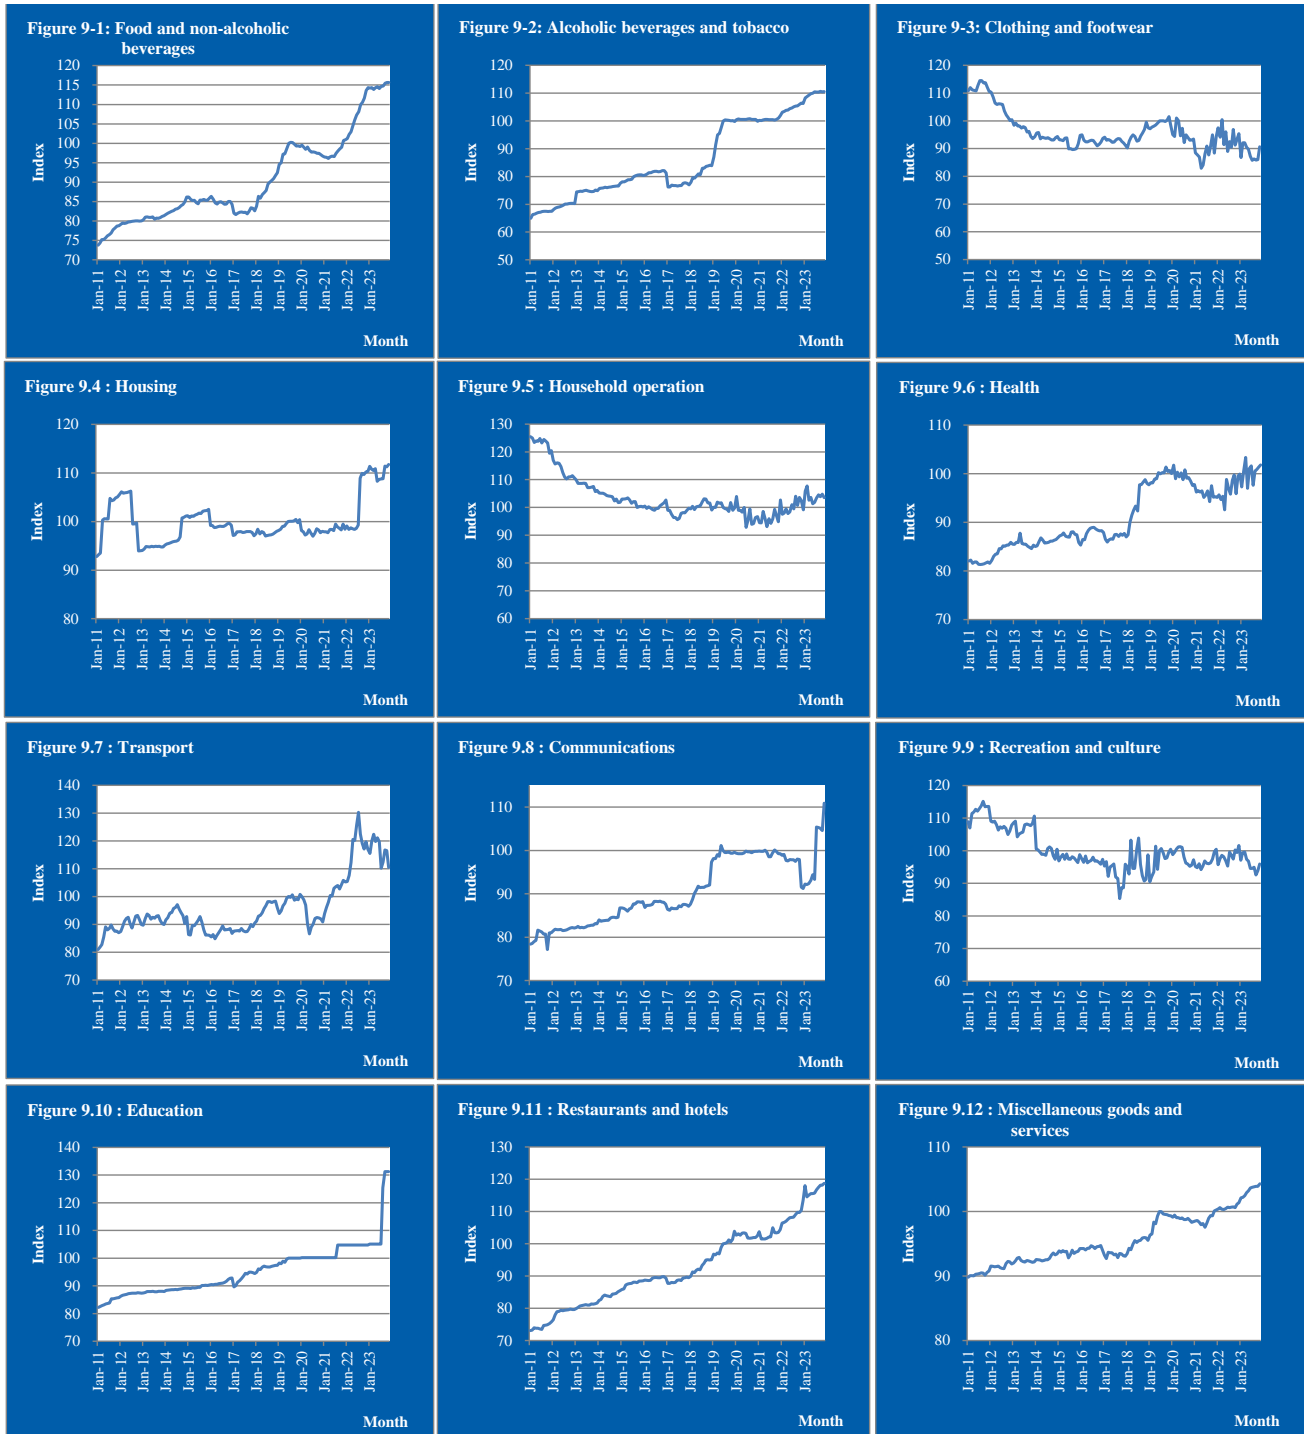 Figure 9-1: Food and non-alcoholic
beverages
120
115
110
105
100
95
90
85
80
75
70
Index
Jan-11
Jan-12
Jan-13
Jan-14
Jan-15
Jan-16
Jan-17
Jan-18
Jan-19
Jan-20
Jan-21
Jan-22
Jan-23
Month
Figure 9-2: Alcoholic beverages and tobacco
120
110
100
90
80
70
60
50
Index
Jan-11
Jan-12
Jan-13
Jan-14
Jan-15
Jan-16
Jan-17
Jan-18
Jan-19
Jan-20
Jan-21
Jan-22
Jan-23
Month
Figure 9-3: Clothing and footwear
120
110
100
90
80
70
60
50
Index
Jan-11
Jan-12
Jan-13
Jan-14
Jan-15
Jan-16
Jan-17
Jan-18
Jan-19
Jan-20
Jan-21
Jan-22
Jan-23
Month
Figure 9.4 : Housing
120
110
100
90
80
Index
Jan-11
Jan-12
Jan-13
Jan-14
Jan-15
Jan-16
Jan-17
Jan-18
Jan-19
Jan-20
Jan-21
Jan-22
Jan-23
Month
Figure 9.5 : Household operation
130
120
110
100
90
80
70
60
Index
Jan-11
Jan-12
Jan-13
Jan-14
Jan-15
Jan-16
Jan-17
Jan-18
Jan-19
Jan-20
Jan-21
Jan-22
Jan-23
Month
Figure 9.6 : Health
110
100
90
80
70
Index
Jan-11
Jan-12
Jan-13
Jan-14
Jan-15
Jan-16
Jan-17
Jan-18
Jan-19
Jan-20
Jan-21
Jan-22
Jan-23
Month
Figure 9.7 : Transport
140
130
120
110
100
90
80
70
Index
Jan-11
Jan-12
Jan-13
Jan-14
Jan-15
Jan-16
Jan-17
Jan-18
Jan-19
Jan-20
Jan-21
Jan-22
Jan-23
Month
Figure 9.8 : Communications
110
100
90
80
70
Index
Jan-11
Jan-12
Jan-13
Jan-14
Jan-15
Jan-16
Jan-17
Jan-18
Jan-19
Jan-20
Jan-21
Jan-22
Jan-23
Month
Figure 9.9 : Recreation and culture
120
110
100
90
80
70
60
Index
Jan-11
Jan-12
Jan-13
Jan-14
Jan-15
Jan-16
Jan-17
Jan-18
Jan-19
Jan-20
Jan-21
Jan-22
Jan-23
Month
Figure 9.10 : Education
140
130
120
110
100
90
80
70
Index
Jan-11
Jan-12
Jan-13
Jan-14
Jan-15
Jan-16
Jan-17
Jan-18
Jan-19
Jan-20
Jan-21
Jan-22
Jan-23
Month
Figure 9.11 : Restaurants and hotels
130
120
110
100
90
80
70
Index
Jan-11
Jan-12
Jan-13
Jan-14
Jan-15
Jan-16
Jan-17
Jan-18
Jan-19
Jan-20
Jan-21
Jan-22
Jan-23
Month
Figure 9.12 : Miscellaneous goods and
services
110
100
90
80
Index
Jan-11
Jan-12
Jan-13
Jan-14
Jan-15
Jan-16
Jan-17
Jan-18
Jan-19
Jan-20
Jan-21
Jan-22
Jan-23
Month